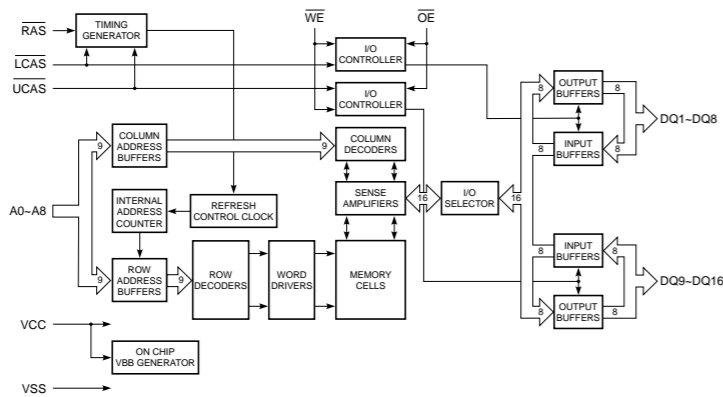 WE
OE
RAS
TIMING
GENERATOR
LCAS
I/O
CONTROLLER
UCAS
I/O
CONTROLLER
8
OUTPUT
BUFFERS
8
DQ1~DQ8
8
INPUT
BUFFERS
8
9
COLUMN
ADDRESS
BUFFERS
9
COLUMN
DECODERS
A0~A8
INTERNAL
ADDRESS
COUNTER
REFRESH
CONTROL CLOCK
SENSE
AMPLIFIERS
16
I/O
SELECTOR
16
9
ROW
ADDRESS
BUFFERS
9
ROW
DECODERS
WORD
DRIVERS
MEMORY
CELLS
8
INPUT
BUFFERS
8
DQ9~DQ16
8
OUTPUT
BUFFERS
8
VCC
ON CHIP
VBB GENERATOR
VSS